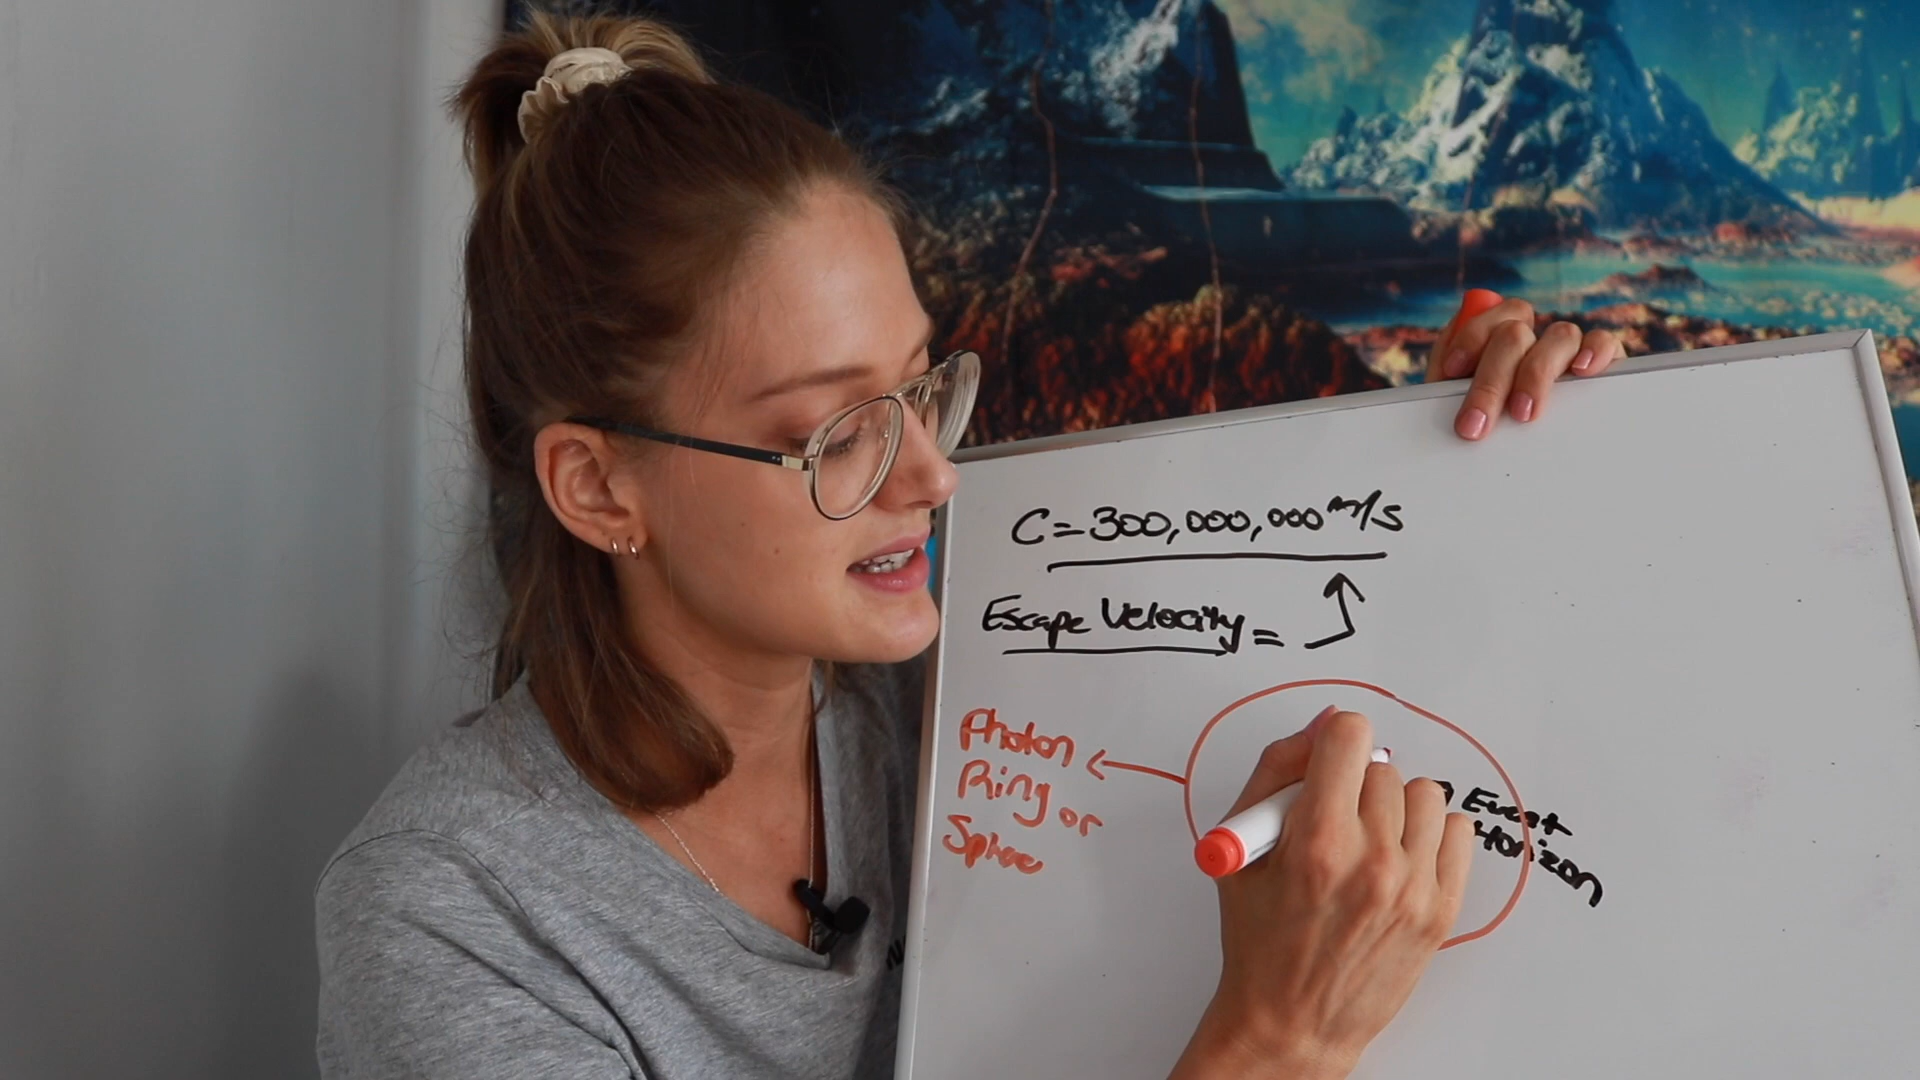 C=300,000,000 m/s
Escape Velocity =
Photon
Ring or
Sphere
Event
Horizon